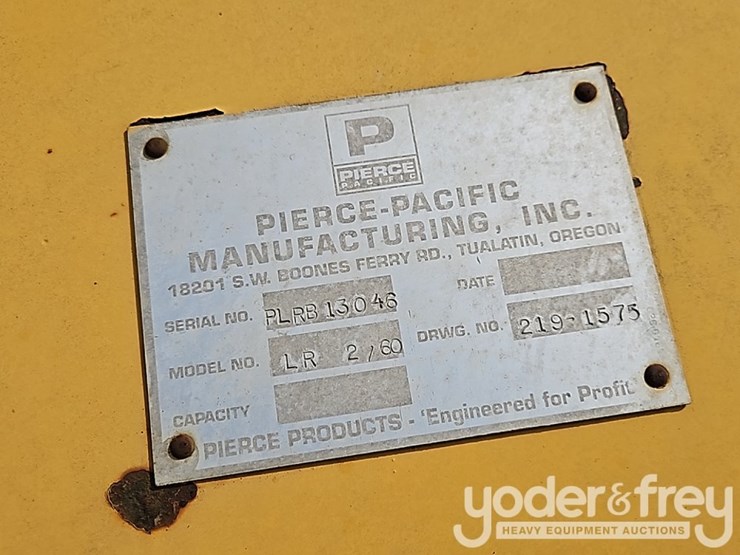 P
PIERCE
PACIFIC
PIERCE-PACIFIC
MANUFACTURING, INC.
18201 S.W. BOONES FERRY RD., TUALATIN, OREGON
SERIAL NO. PLRB 13046 DATE
MODEL NO. LR 2/60 DRWG. NO. 219-1575
CAPACITY
PIERCE PRODUCTS - 'Engineered for Profit'
yoder&frey
HEAVY EQUIPMENT AUCTIONS